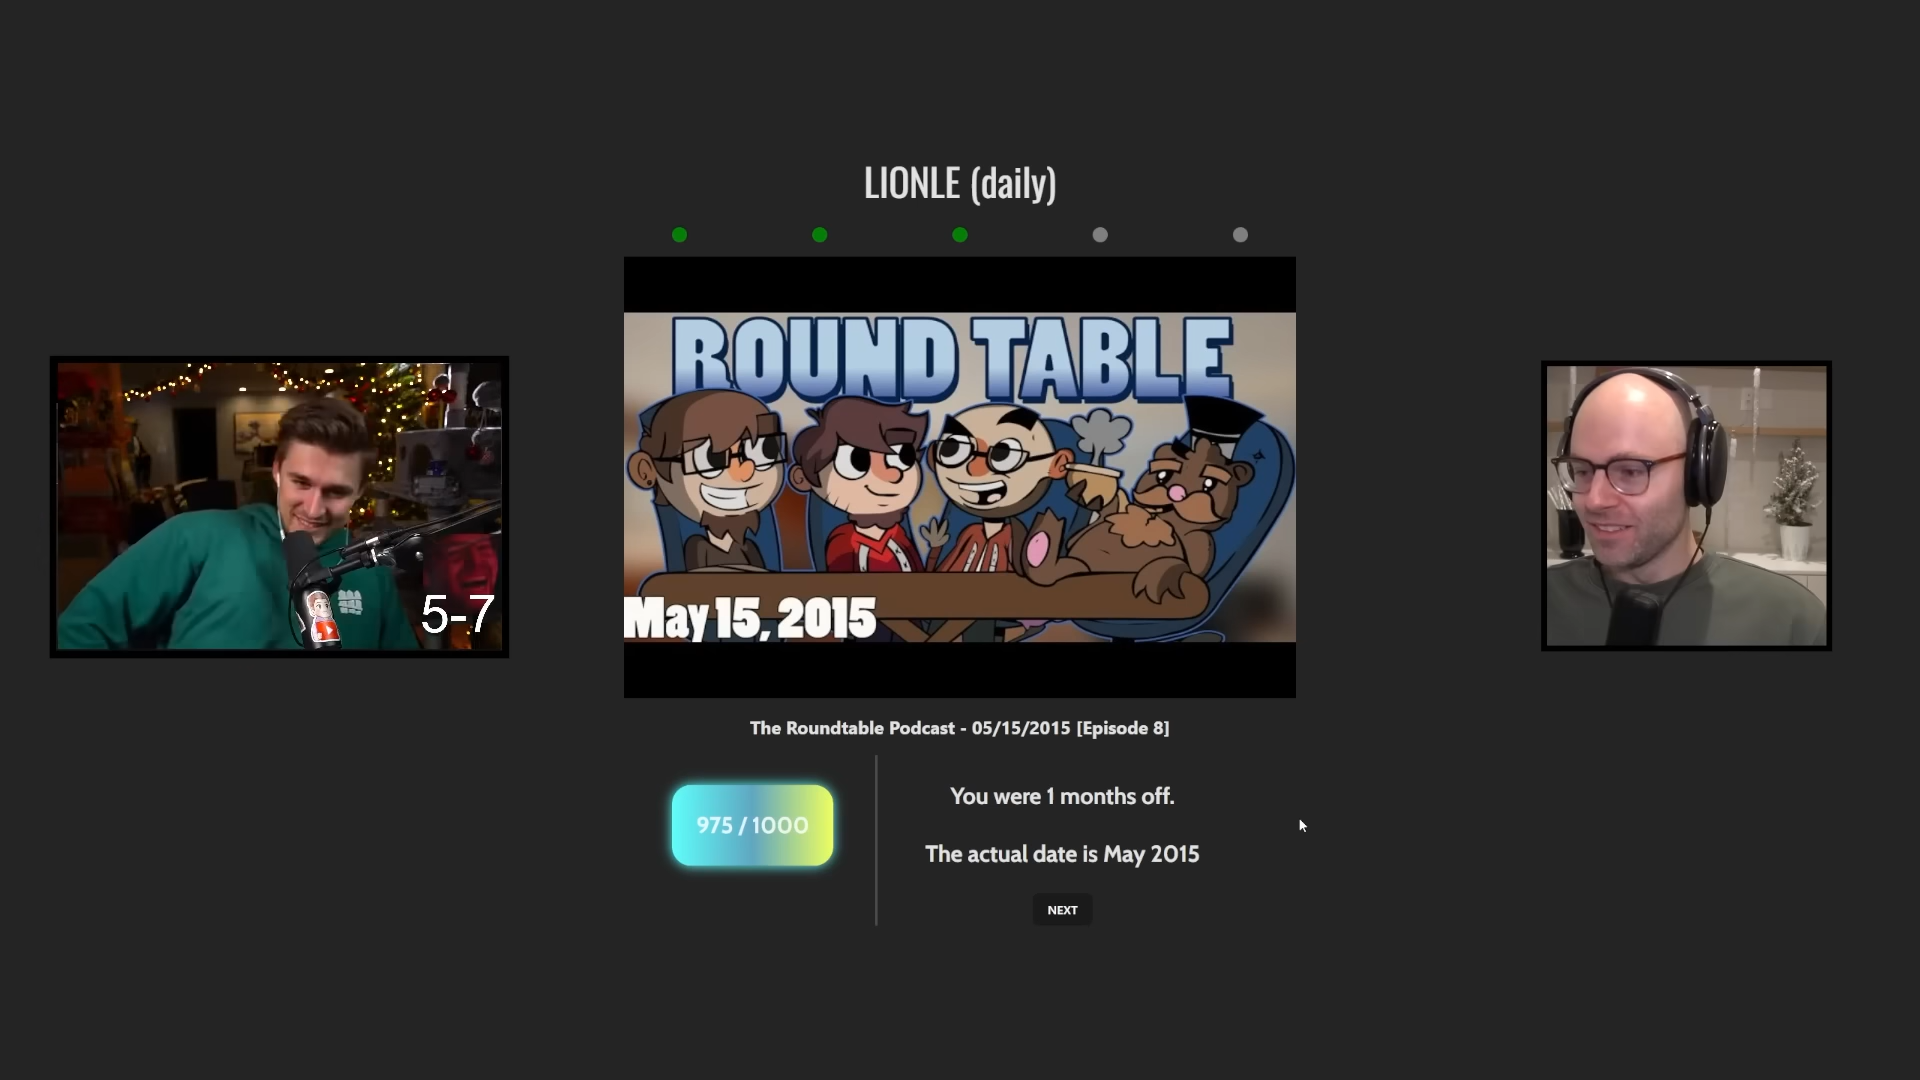 LIONLE (daily)
ROUND TABLE
May 15, 2015
5-7
The Roundtable Podcast - 05/15/2015 [Episode 8]
975 / 1000
You were 1 months off.
The actual date is May 2015
NEXT